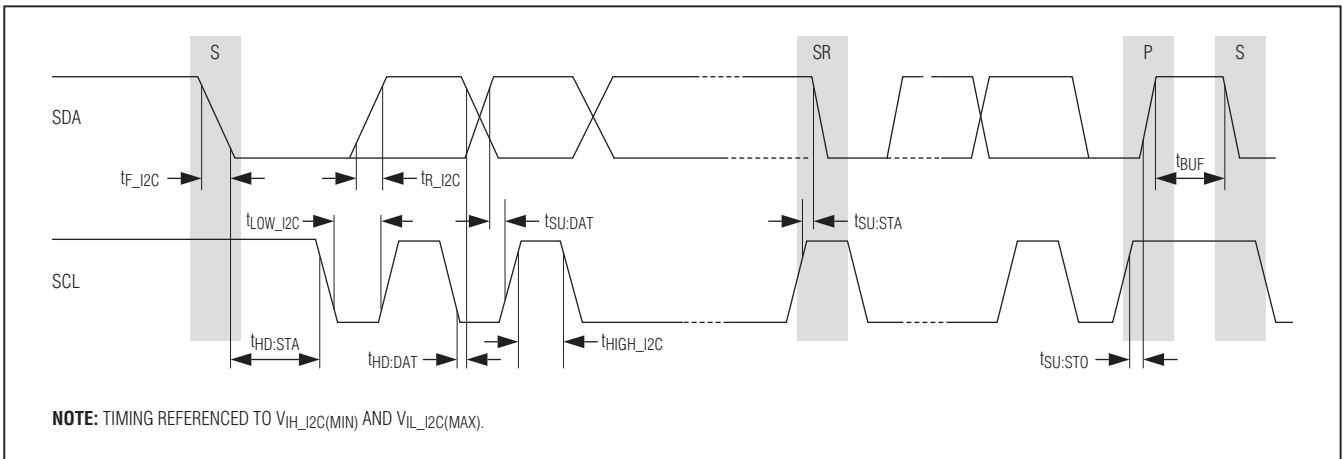 S SR P S
SDA
tF_I2C tR_I2C tBUF
tLOW_I2C tSU:DAT tSU:STA
SCL
tHD:STA tHD:DAT tHIGH_I2C tSU:STO
NOTE: TIMING REFERENCED TO VIH_I2C(MIN) AND VIL_I2C(MAX).